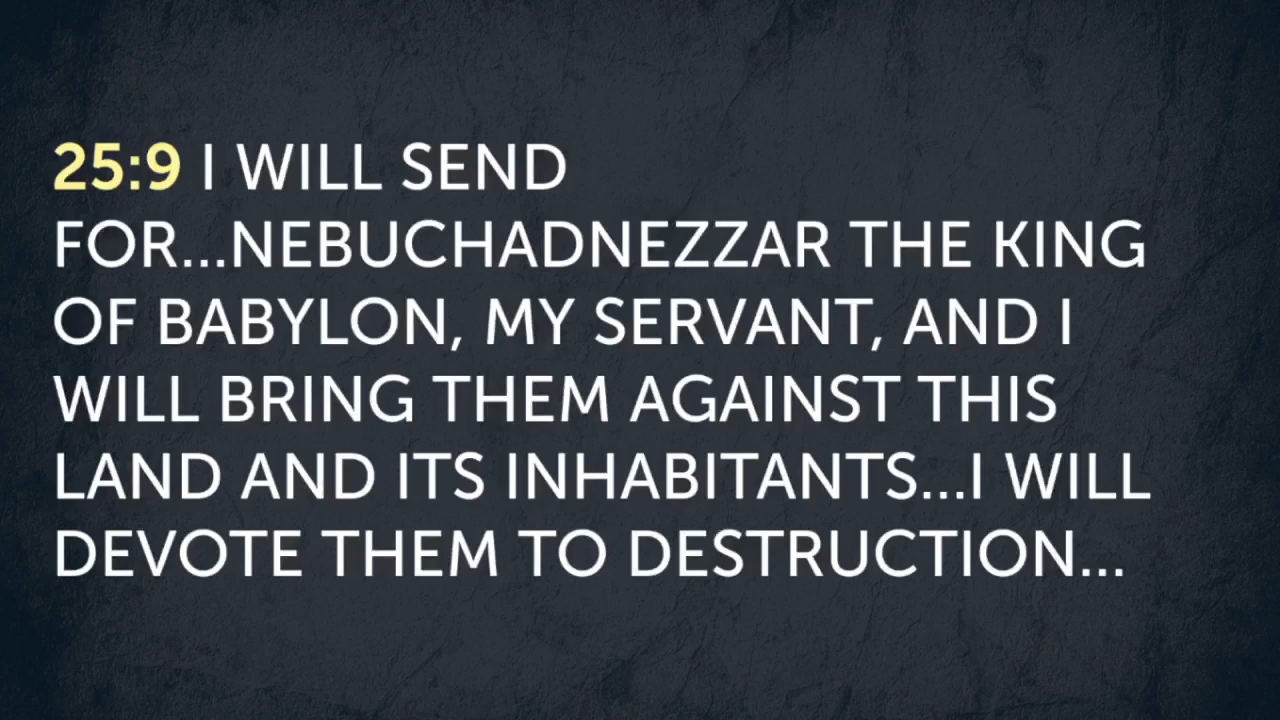 25:9 I WILL SEND
FOR...NEBUCHADNEZZAR THE KING
OF BABYLON, MY SERVANT, AND I
WILL BRING THEM AGAINST THIS
LAND AND ITS INHABITANTS...I WILL
DEVOTE THEM TO DESTRUCTION...